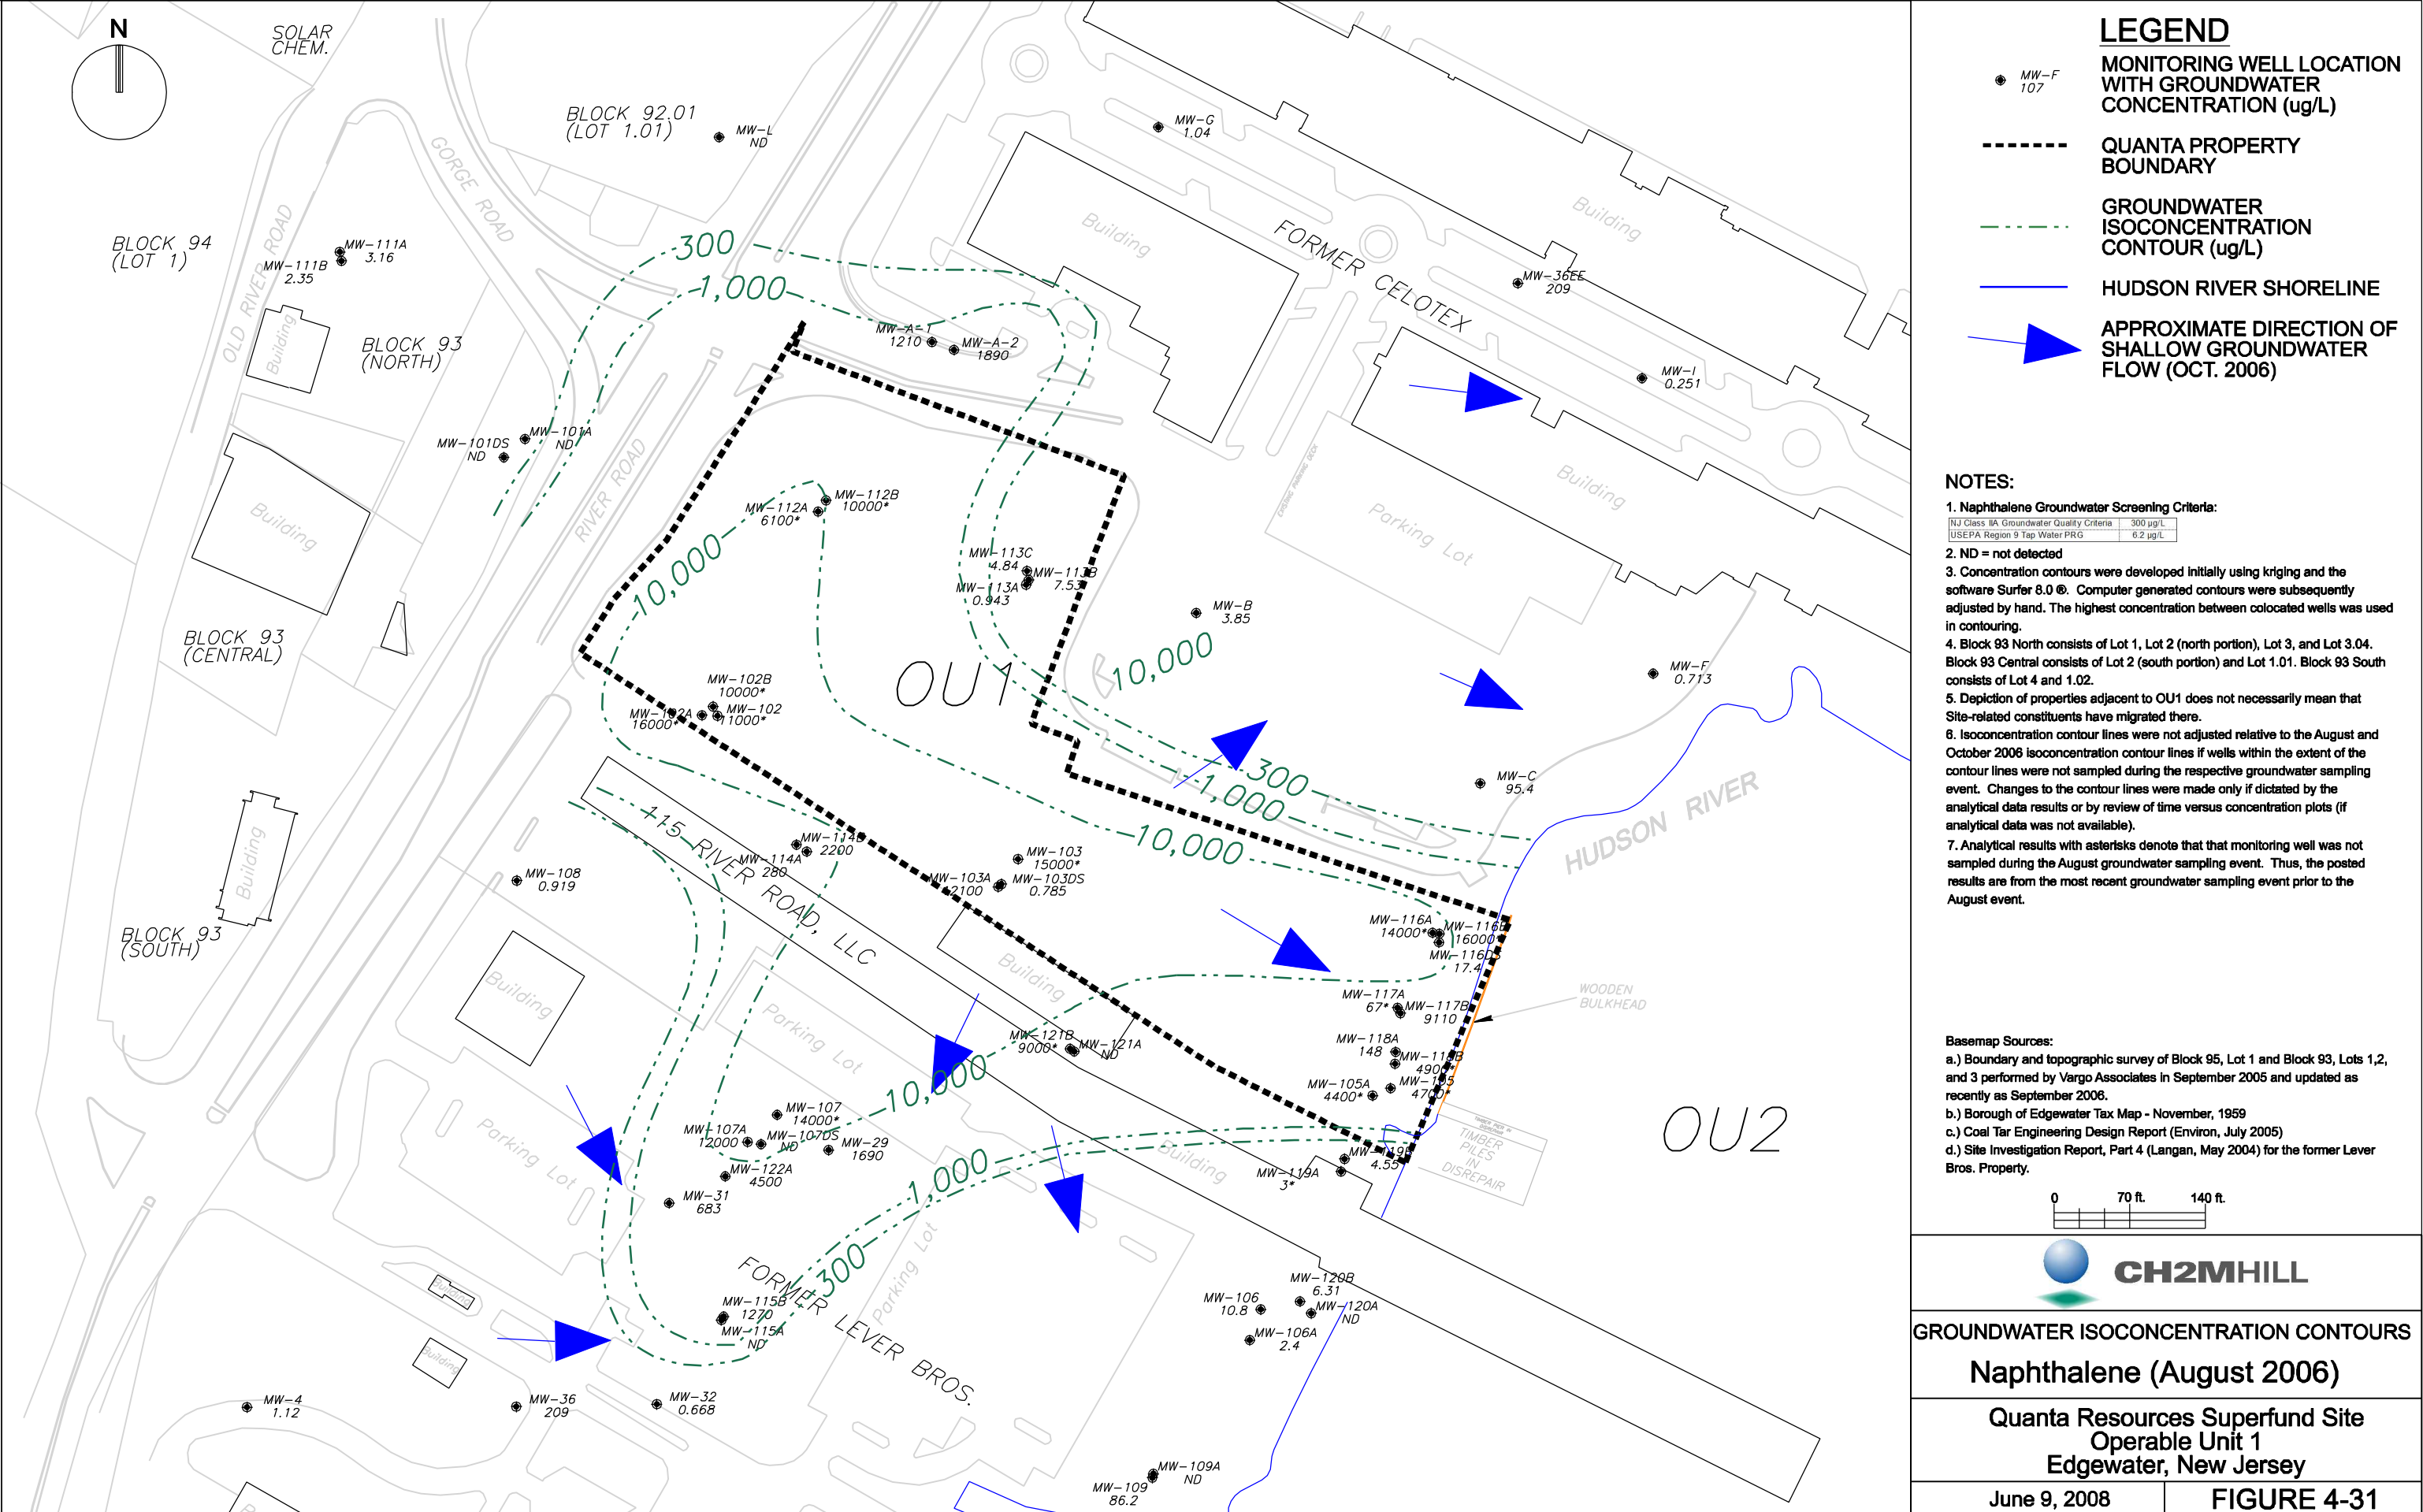 N
SOLAR
CHEM.
BLOCK 92.01
(LOT 1.01)
MW-L
ND
MW-G
1.04
Building
Building
FORMER CELOTEX
MW-36EE
209
GORGE ROAD
OLD RIVER ROAD
BLOCK 94
(LOT 1)
MW-111A
3.16
MW-111B
2.35
Building
BLOCK 93
(NORTH)
300
1,000
MW-A-1
1210
MW-A-2
1890
MW-I
0.251
MW-101DS
ND
MW-101A
ND
RIVER ROAD
Building
EXISTING PARKING DECK
Parking Lot
Building
MW-112B
10000*
MW-112A
6100*
10,000
MW-113C
4.84
MW-113B
7.53
MW-113A
0.943
MW-B
3.85
BLOCK 93
(CENTRAL)
OU1
10,000
MW-F
0.713
MW-102B
10000*
MW-102A
16000*
MW-102
11000*
300
1,000
MW-C
95.4
HUDSON RIVER
10,000
115 RIVER ROAD, LLC
MW-114B
2200
MW-114A
280
MW-103
15000*
MW-103A
12100
MW-103DS
0.785
MW-108
0.919
Building
BLOCK 93
(SOUTH)
MW-116A
14000*
MW-116B
16000*
MW-116DS
17.4
Building
Building
Parking Lot
MW-117A
67*
MW-117B
9110
WOODEN
BULKHEAD
MW-121B
9000*
MW-121A
ND
MW-118A
148
MW-118B
4900*
MW-105A
4400*
MW-105
4700*
10,000
MW-107
14000*
MW-107A
12000
MW-107DS
ND
MW-29
1690
MW-122A
4500
MW-31
683
Parking Lot
1,000
Building
MW-119A
3*
MW-119B
4.55
TIMBER
PILES
IN
DISREPAIR
OU2
300
Parking Lot
FORMER LEVER BROS.
MW-115B
1270
MW-115A
ND
Building
Building
MW-120B
6.31
MW-106
10.8
MW-120A
ND
MW-106A
2.4
MW-4
1.12
MW-36
209
MW-32
0.668
MW-109A
ND
MW-109
86.2
LEGEND
MW-F
107
MONITORING WELL LOCATION
WITH GROUNDWATER
CONCENTRATION (ug/L)
QUANTA PROPERTY
BOUNDARY
GROUNDWATER
ISOCONCENTRATION
CONTOUR (ug/L)
HUDSON RIVER SHORELINE
APPROXIMATE DIRECTION OF
SHALLOW GROUNDWATER
FLOW (OCT. 2006)
NOTES:
1. Naphthalene Groundwater Screening Criteria:
NJ Class IIA Groundwater Quality Criteria 300 µg/L
USEPA Region 9 Tap Water PRG 6.2 µg/L
2. ND = not detected
3. Concentration contours were developed initially using kriging and the
software Surfer 8.0 ®. Computer generated contours were subsequently
adjusted by hand. The highest concentration between colocated wells was used
in contouring.
4. Block 93 North consists of Lot 1, Lot 2 (north portion), Lot 3, and Lot 3.04.
Block 93 Central consists of Lot 2 (south portion) and Lot 1.01. Block 93 South
consists of Lot 4 and 1.02.
5. Depiction of properties adjacent to OU1 does not necessarily mean that
Site-related constituents have migrated there.
6. Isoconcentration contour lines were not adjusted relative to the August and
October 2006 isoconcentration contour lines if wells within the extent of the
contour lines were not sampled during the respective groundwater sampling
event. Changes to the contour lines were made only if dictated by the
analytical data results or by review of time versus concentration plots (if
analytical data was not available).
7. Analytical results with asterisks denote that that monitoring well was not
sampled during the August groundwater sampling event. Thus, the posted
results are from the most recent groundwater sampling event prior to the
August event.
Basemap Sources:
a.) Boundary and topographic survey of Block 95, Lot 1 and Block 93, Lots 1,2,
and 3 performed by Vargo Associates in September 2005 and updated as
recently as September 2006.
b.) Borough of Edgewater Tax Map - November, 1959
c.) Coal Tar Engineering Design Report (Environ, July 2005)
d.) Site Investigation Report, Part 4 (Langan, May 2004) for the former Lever
Bros. Property.
0 70 ft. 140 ft.
CH2MHILL
GROUNDWATER ISOCONCENTRATION CONTOURS
Naphthalene (August 2006)
Quanta Resources Superfund Site
Operable Unit 1
Edgewater, New Jersey
June 9, 2008
FIGURE 4-31